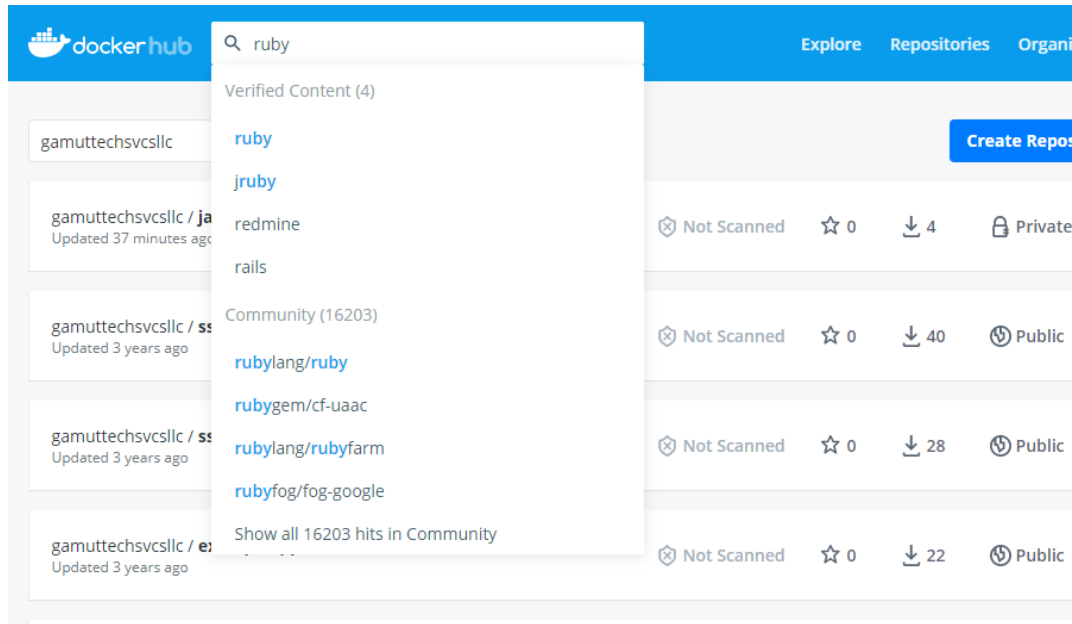 dockerhub
ruby
Explore Repositories Organi
Verified Content (4)
ruby
jruby
redmine
rails
Community (16203)
rubylang/ruby
rubygem/cf-uaac
rubylang/rubyfarm
rubyfog/fog-google
Show all 16203 hits in Community
gamuttechsvcsllc
Create Repos
gamuttechsvcsllc / ja
Updated 37 minutes ago
Not Scanned 0 4 Private
gamuttechsvcsllc / ss
Updated 3 years ago
Not Scanned 0 40 Public
gamuttechsvcsllc / ss
Updated 3 years ago
Not Scanned 0 28 Public
gamuttechsvcsllc / ex
Updated 3 years ago
Not Scanned 0 22 Public